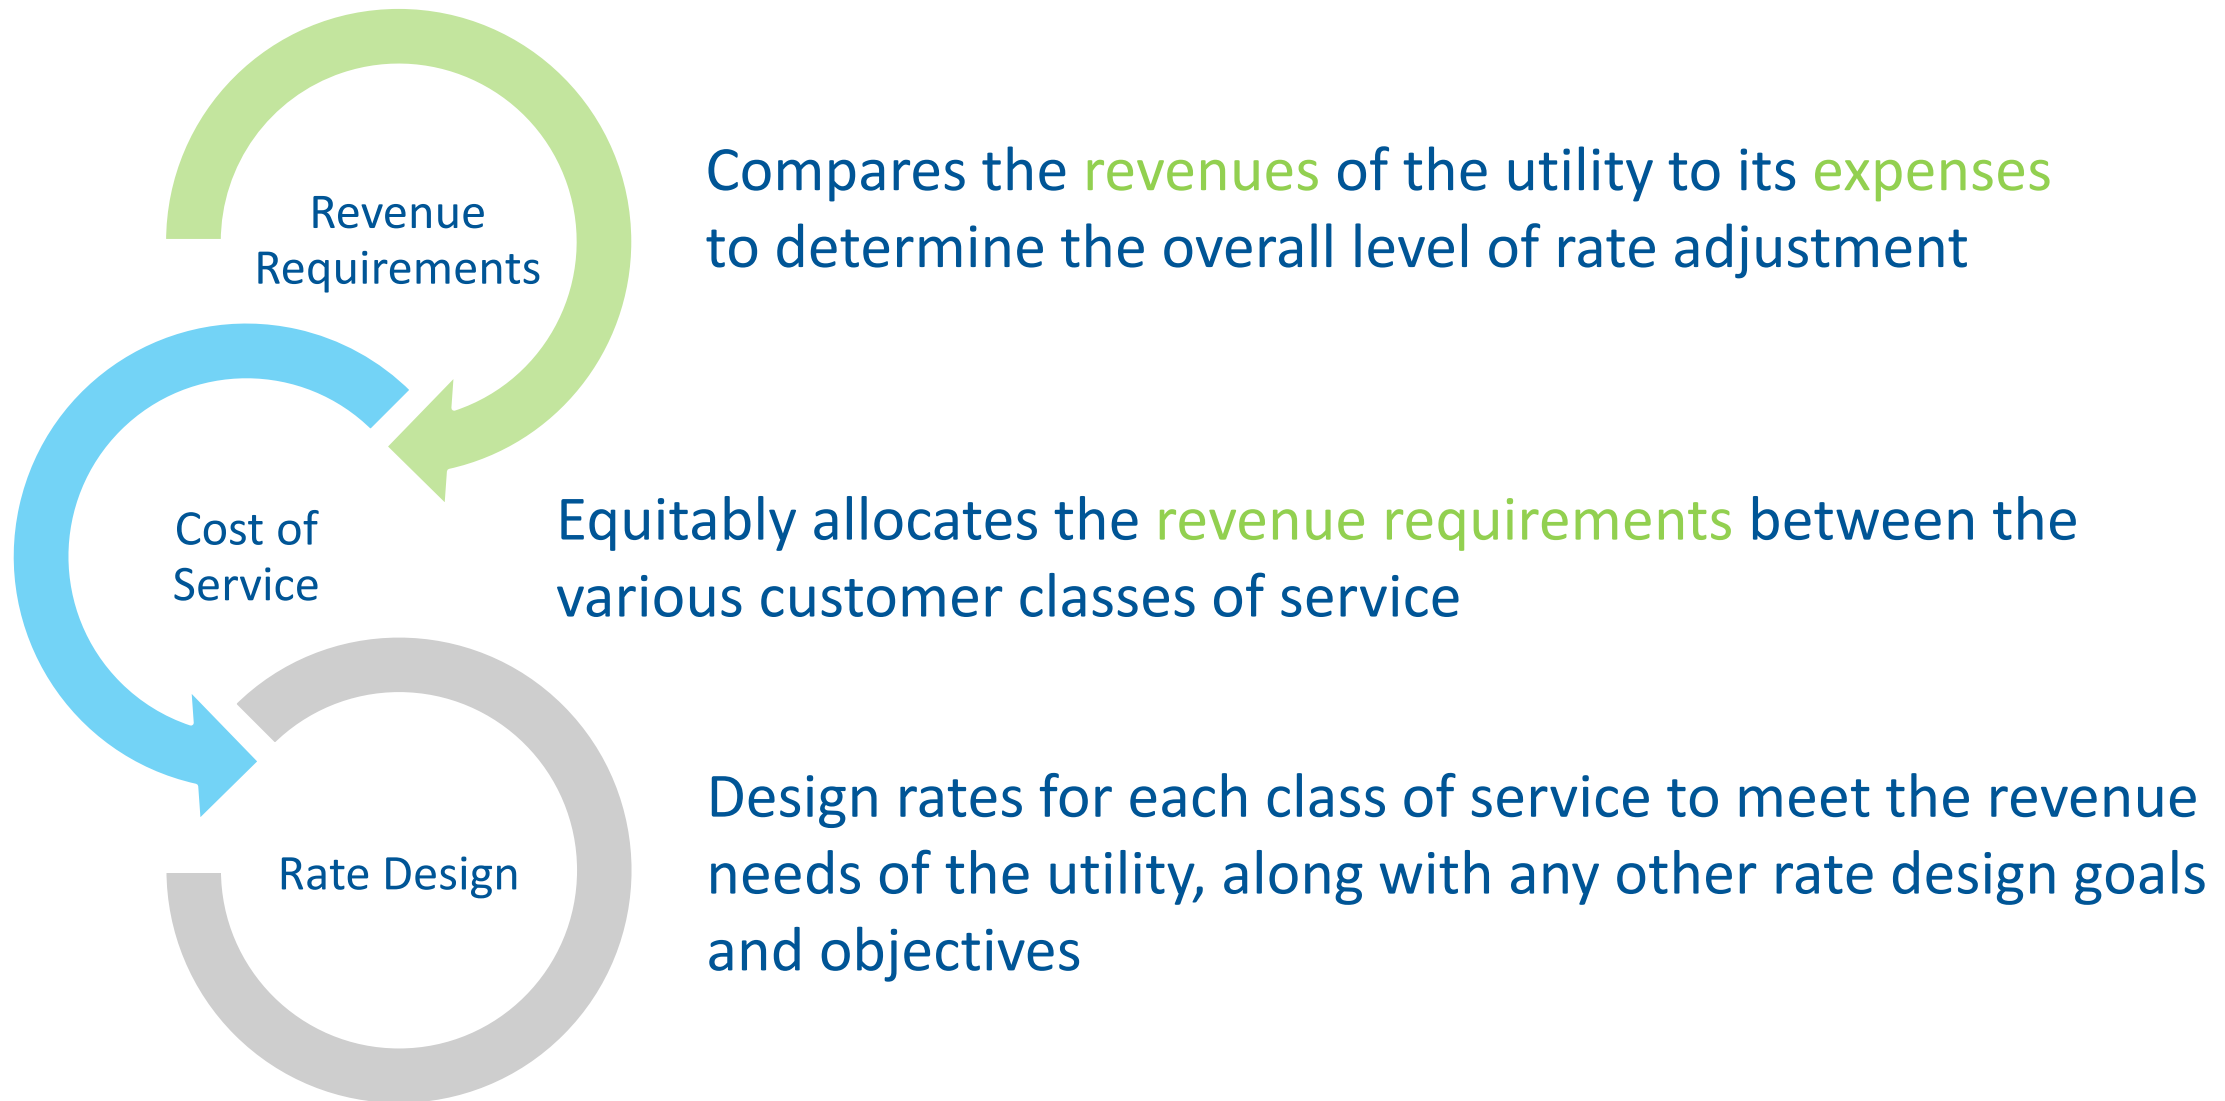 Revenue
Requirements
Compares the revenues of the utility to its expenses
to determine the overall level of rate adjustment
Cost of
Service
Equitably allocates the revenue requirements between the
various customer classes of service
Rate Design
Design rates for each class of service to meet the revenue
needs of the utility, along with any other rate design goals
and objectives